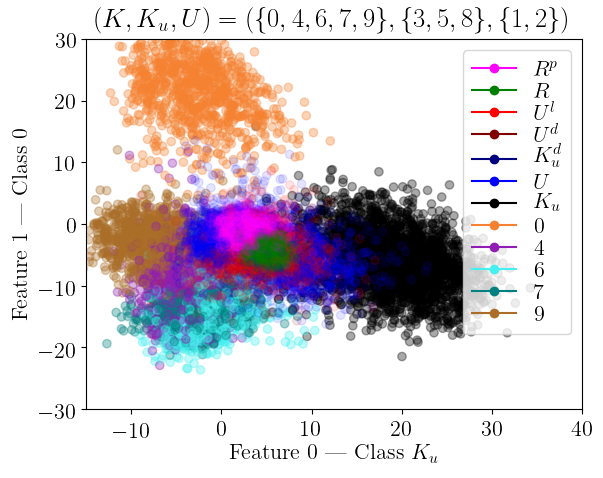 (K, K_u, U) = ({0, 4, 6, 7, 9}, {3, 5, 8}, {1, 2})
30
20
10
0
−10
−20
−30
Feature 1 — Class 0
R^p
R
U^l
U^d
K_u^d
U
K_u
0
4
6
7
9
−10
0
10
20
30
40
Feature 0 — Class K_u